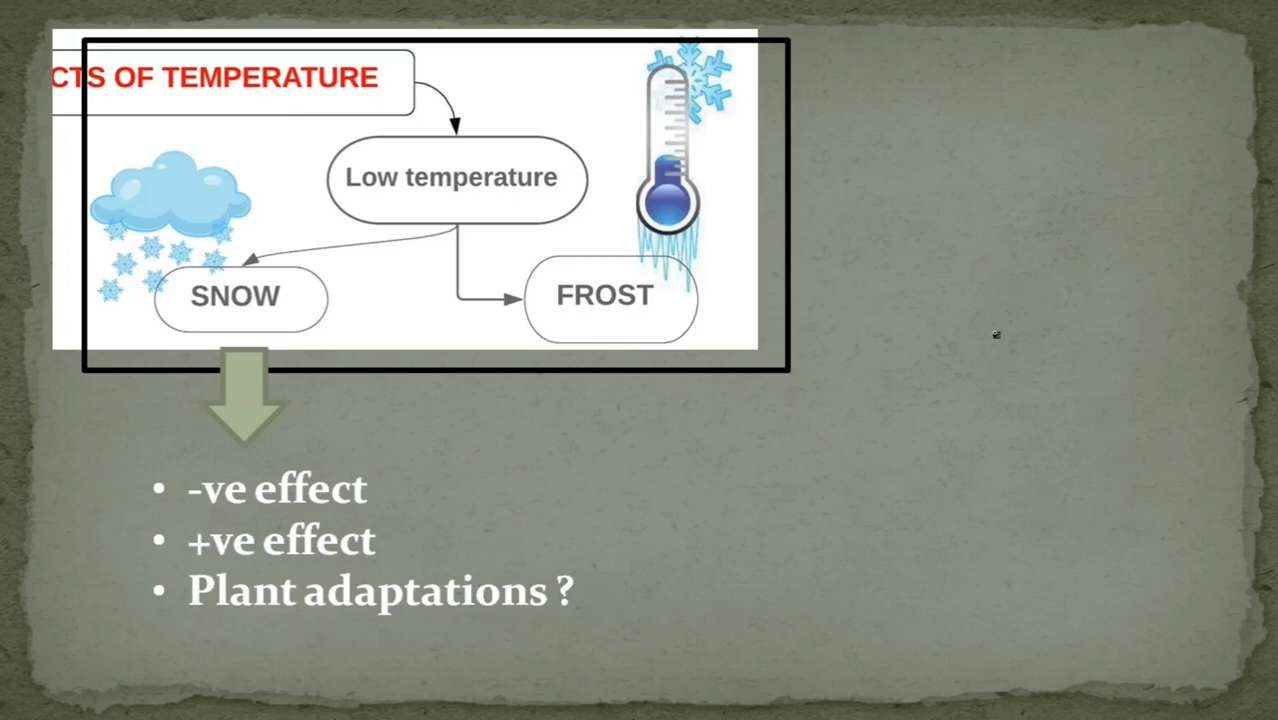 CTS OF TEMPERATURE
Low temperature
SNOW
FROST
• -ve effect
• +ve effect
• Plant adaptations ?